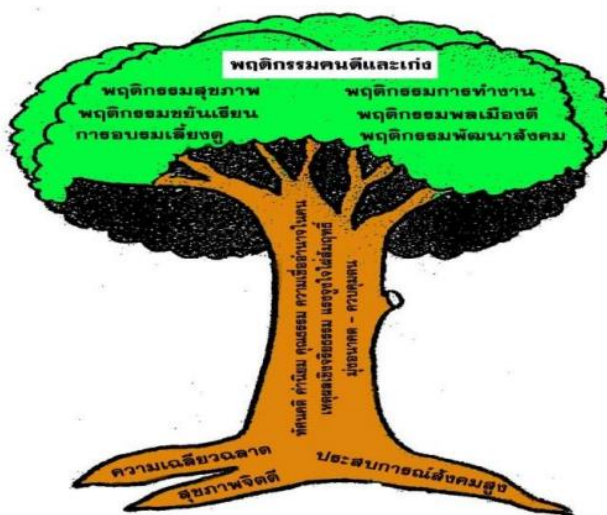 พฤติกรรมคนดีและเก่ง
พฤติกรรมสุขภาพ
พฤติกรรมขยันเรียน
การอบรมเลี้ยงดู
พฤติกรรมการทำงาน
พฤติกรรมพลเมืองดี
พฤติกรรมพัฒนาสังคม
ทัศนคติ ค่านิยม คุณธรรม ความเชื่ออำนาจในตน
เหตุผลเชิงจริยธรรม แรงจูงใจใฝ่สัมฤทธิ์
มุ่งอนาคต - ควบคุมตน
ความเฉลียวฉลาด
สุขภาพจิตดี
ประสบการณ์สังคมสูง